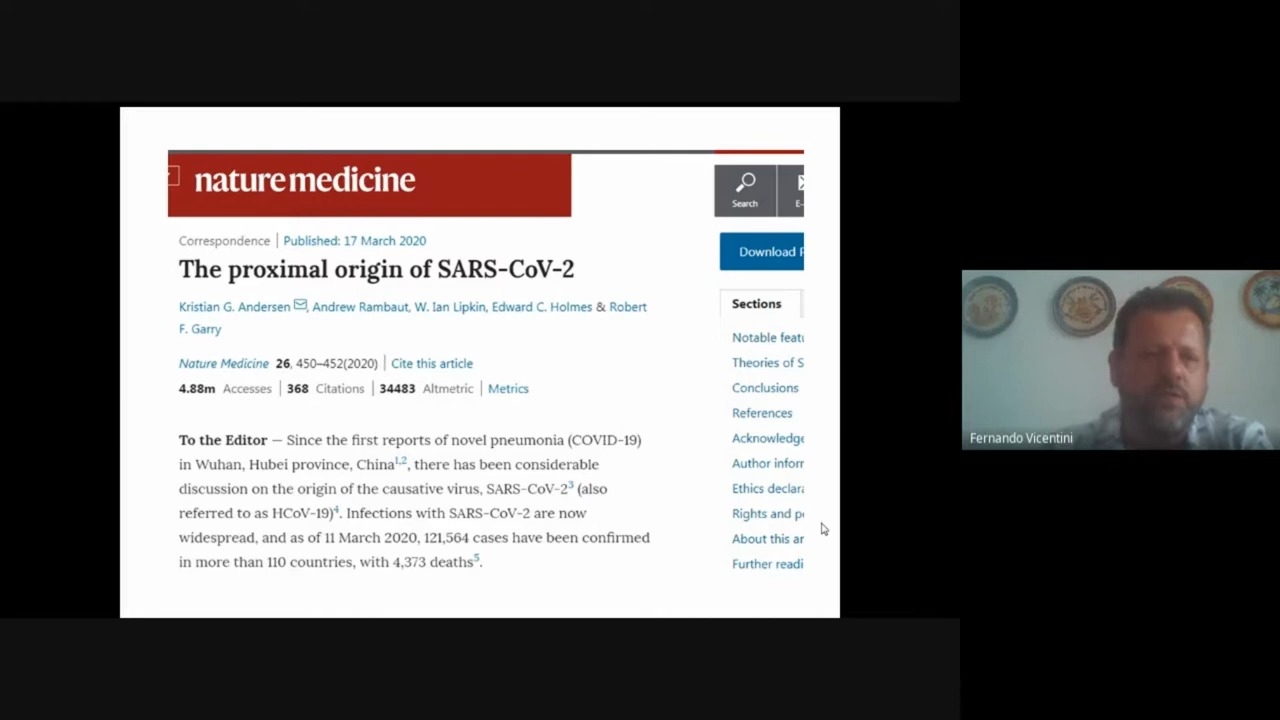 nature medicine
Search
E-
Correspondence | Published: 17 March 2020
Download
The proximal origin of SARS-CoV-2
Kristian G. Andersen, Andrew Rambaut, W. Ian Lipkin, Edward C. Holmes & Robert
F. Garry
Nature Medicine 26, 450–452(2020) | Cite this article
4.88m Accesses | 368 Citations | 34483 Altmetric | Metrics
To the Editor — Since the first reports of novel pneumonia (COVID-19)
in Wuhan, Hubei province, China1,2, there has been considerable
discussion on the origin of the causative virus, SARS-CoV-23 (also
referred to as HCoV-19)4. Infections with SARS-CoV-2 are now
widespread, and as of 11 March 2020, 121,564 cases have been confirmed
in more than 110 countries, with 4,373 deaths5.
Sections
Notable featu
Theories of S
Conclusions
References
Acknowledge
Author inforr
Ethics declara
Rights and pe
About this ar
Further readi
Fernando Vicentini